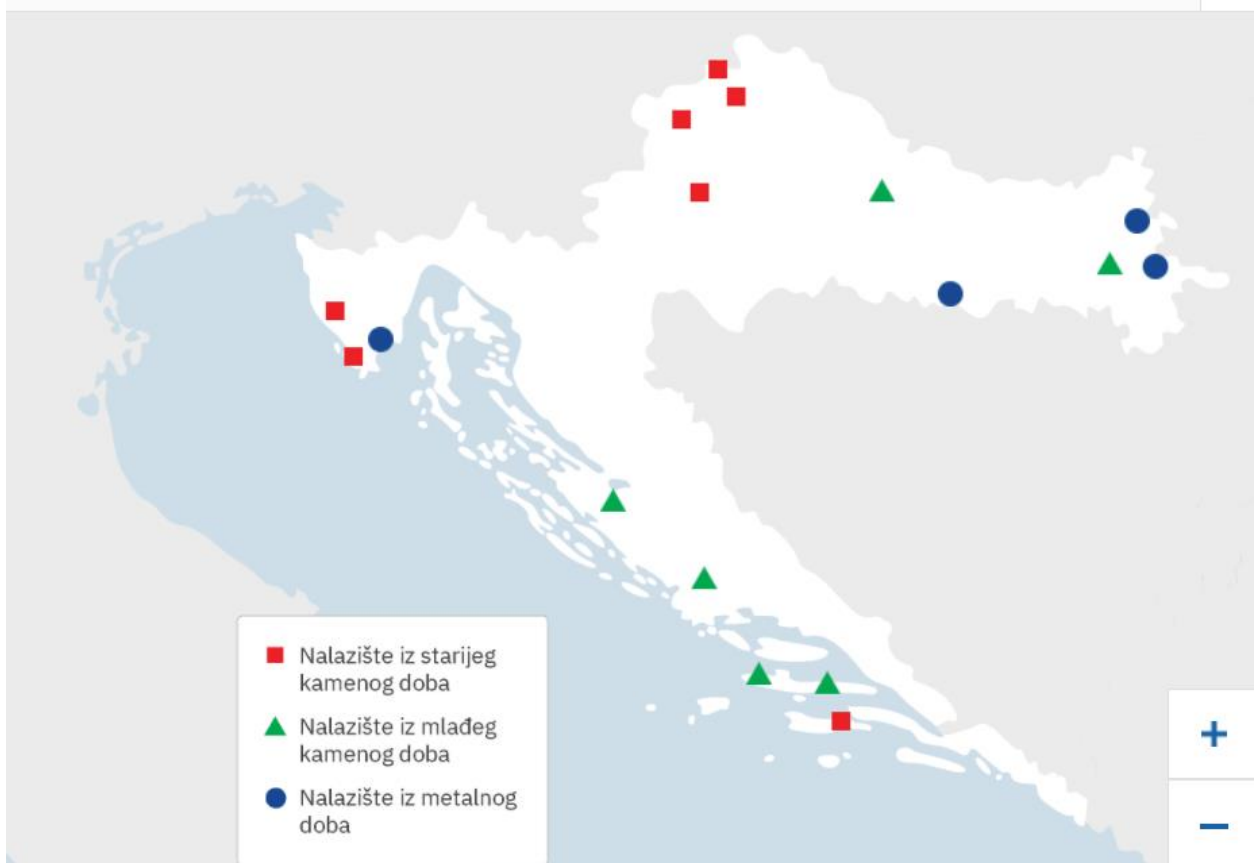 Nalazište iz starijeg
kamenog doba
Nalazište iz mlađeg
kamenog doba
Nalazište iz metalnog
doba
+
−